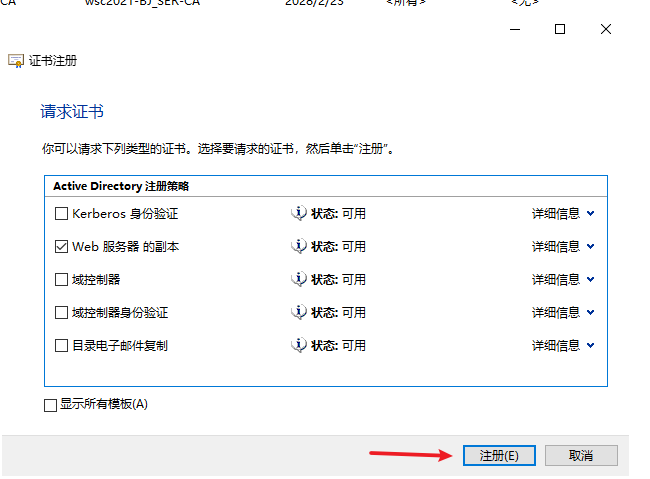 CA wsc2021-BJ_SER-CA 2028/2/23 <所有> <无>
证书注册
请求证书
你可以请求下列类型的证书。选择要请求的证书，然后单击“注册”。
Active Directory 注册策略
Kerberos 身份验证 状态: 可用 详细信息
Web 服务器 的副本 状态: 可用 详细信息
域控制器 状态: 可用 详细信息
域控制器身份验证 状态: 可用 详细信息
目录电子邮件复制 状态: 可用 详细信息
显示所有模板(A)
注册(E) 取消